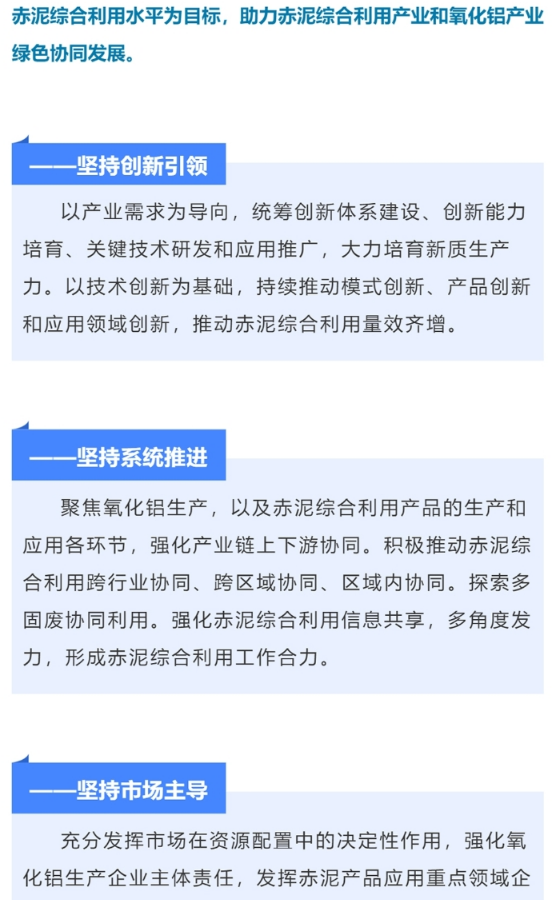 赤泥综合利用水平为目标，助力赤泥综合利用产业和氧化铝产业
绿色协同发展。
——坚持创新引领
以产业需求为导向，统筹创新体系建设、创新能力
培育、关键技术研发和应用推广，大力培育新质生产
力。以技术创新为基础，持续推动模式创新、产品创新
和应用领域创新，推动赤泥综合利用量效齐增。
——坚持系统推进
聚焦氧化铝生产，以及赤泥综合利用产品的生产和
应用各环节，强化产业链上下游协同。积极推动赤泥综
合利用跨行业协同、跨区域协同、区域内协同。探索多
固废协同利用。强化赤泥综合利用信息共享，多角度发
力，形成赤泥综合利用工作合力。
——坚持市场主导
充分发挥市场在资源配置中的决定性作用，强化氧
化铝生产企业主体责任，发挥赤泥产品应用重点领域企